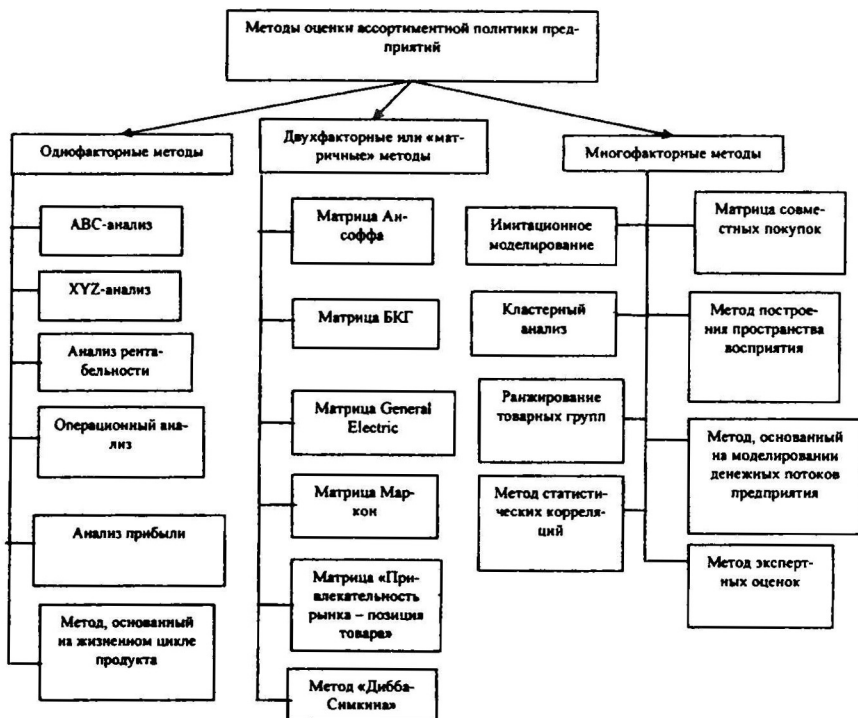 Методы оценки ассортиментной политики пред-
приятий
Однофакторные методы
АВС-анализ
XYZ-анализ
Анализ рента-
бельности
Операционный ана-
лиз
Анализ прибыли
Метод, основанный
на жизненном цикле
продукта
Двухфакторные или «мат-
ричные» методы
Матрица Ан-
соффа
Матрица БКГ
Матрица General
Electric
Матрица Мар-
кон
Матрица «При-
влекательность
рынка – позиция
товара»
Метод «Дибба-
Симкина»
Многофакторные методы
Имитационное
моделирование
Кластерный
анализ
Ранжирование
товарных групп
Метод статисти-
ческих корреля-
ций
Матрица совме-
стных покупок
Метод построе-
ния пространства
восприятия
Метод, основанный
на моделировании
денежных потоков
предприятия
Метод эксперт-
ных оценок